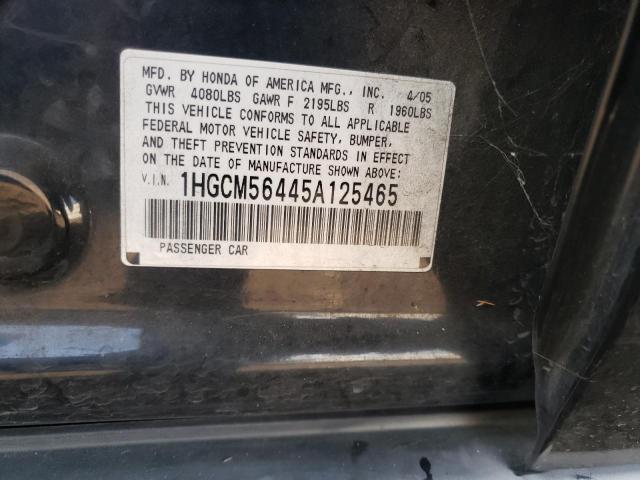 MFD. BY HONDA OF AMERICA MFG., INC. 4/05
GVWR 4080LBS GAWR F 2195LBS R 1960LBS
THIS VEHICLE CONFORMS TO ALL APPLICABLE
FEDERAL MOTOR VEHICLE SAFETY, BUMPER,
AND THEFT PREVENTION STANDARDS IN EFFECT
ON THE DATE OF MANUFACTURE SHOWN ABOVE:
V.I.N. 1HGCM56445A125465
PASSENGER CAR